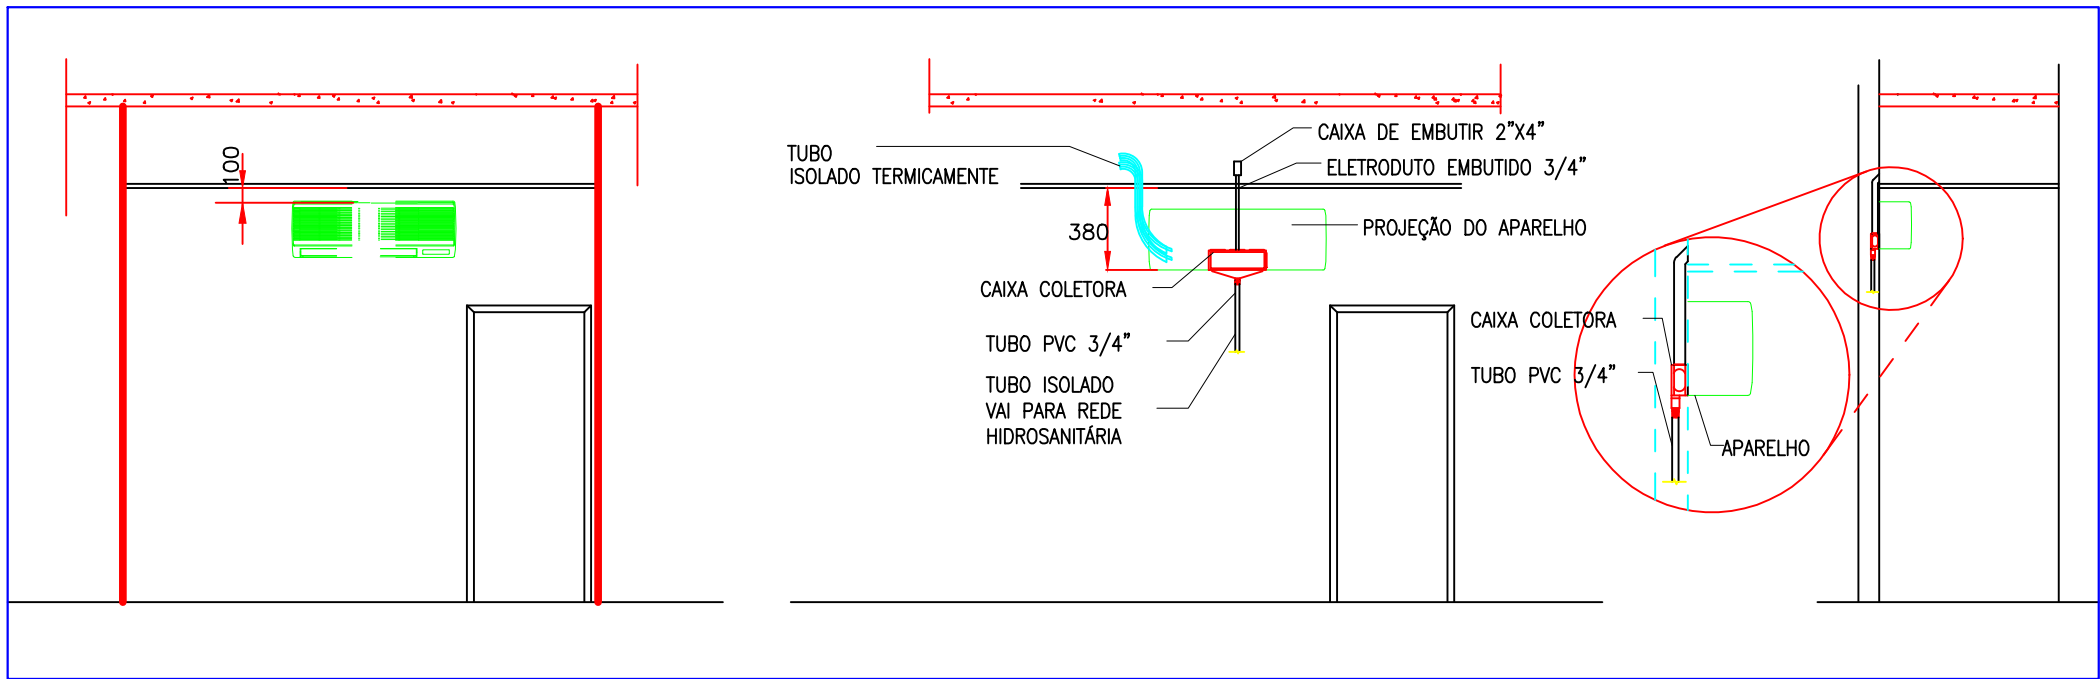 100
TUBO
ISOLADO TERMICAMENTE
CAIXA DE EMBUTIR 2"X4"
ELETRODUTO EMBUTIDO 3/4"
380
PROJEÇÃO DO APARELHO
CAIXA COLETORA
TUBO PVC 3/4"
TUBO ISOLADO
VAI PARA REDE
HIDROSANITÁRIA
CAIXA COLETORA
TUBO PVC 3/4"
APARELHO